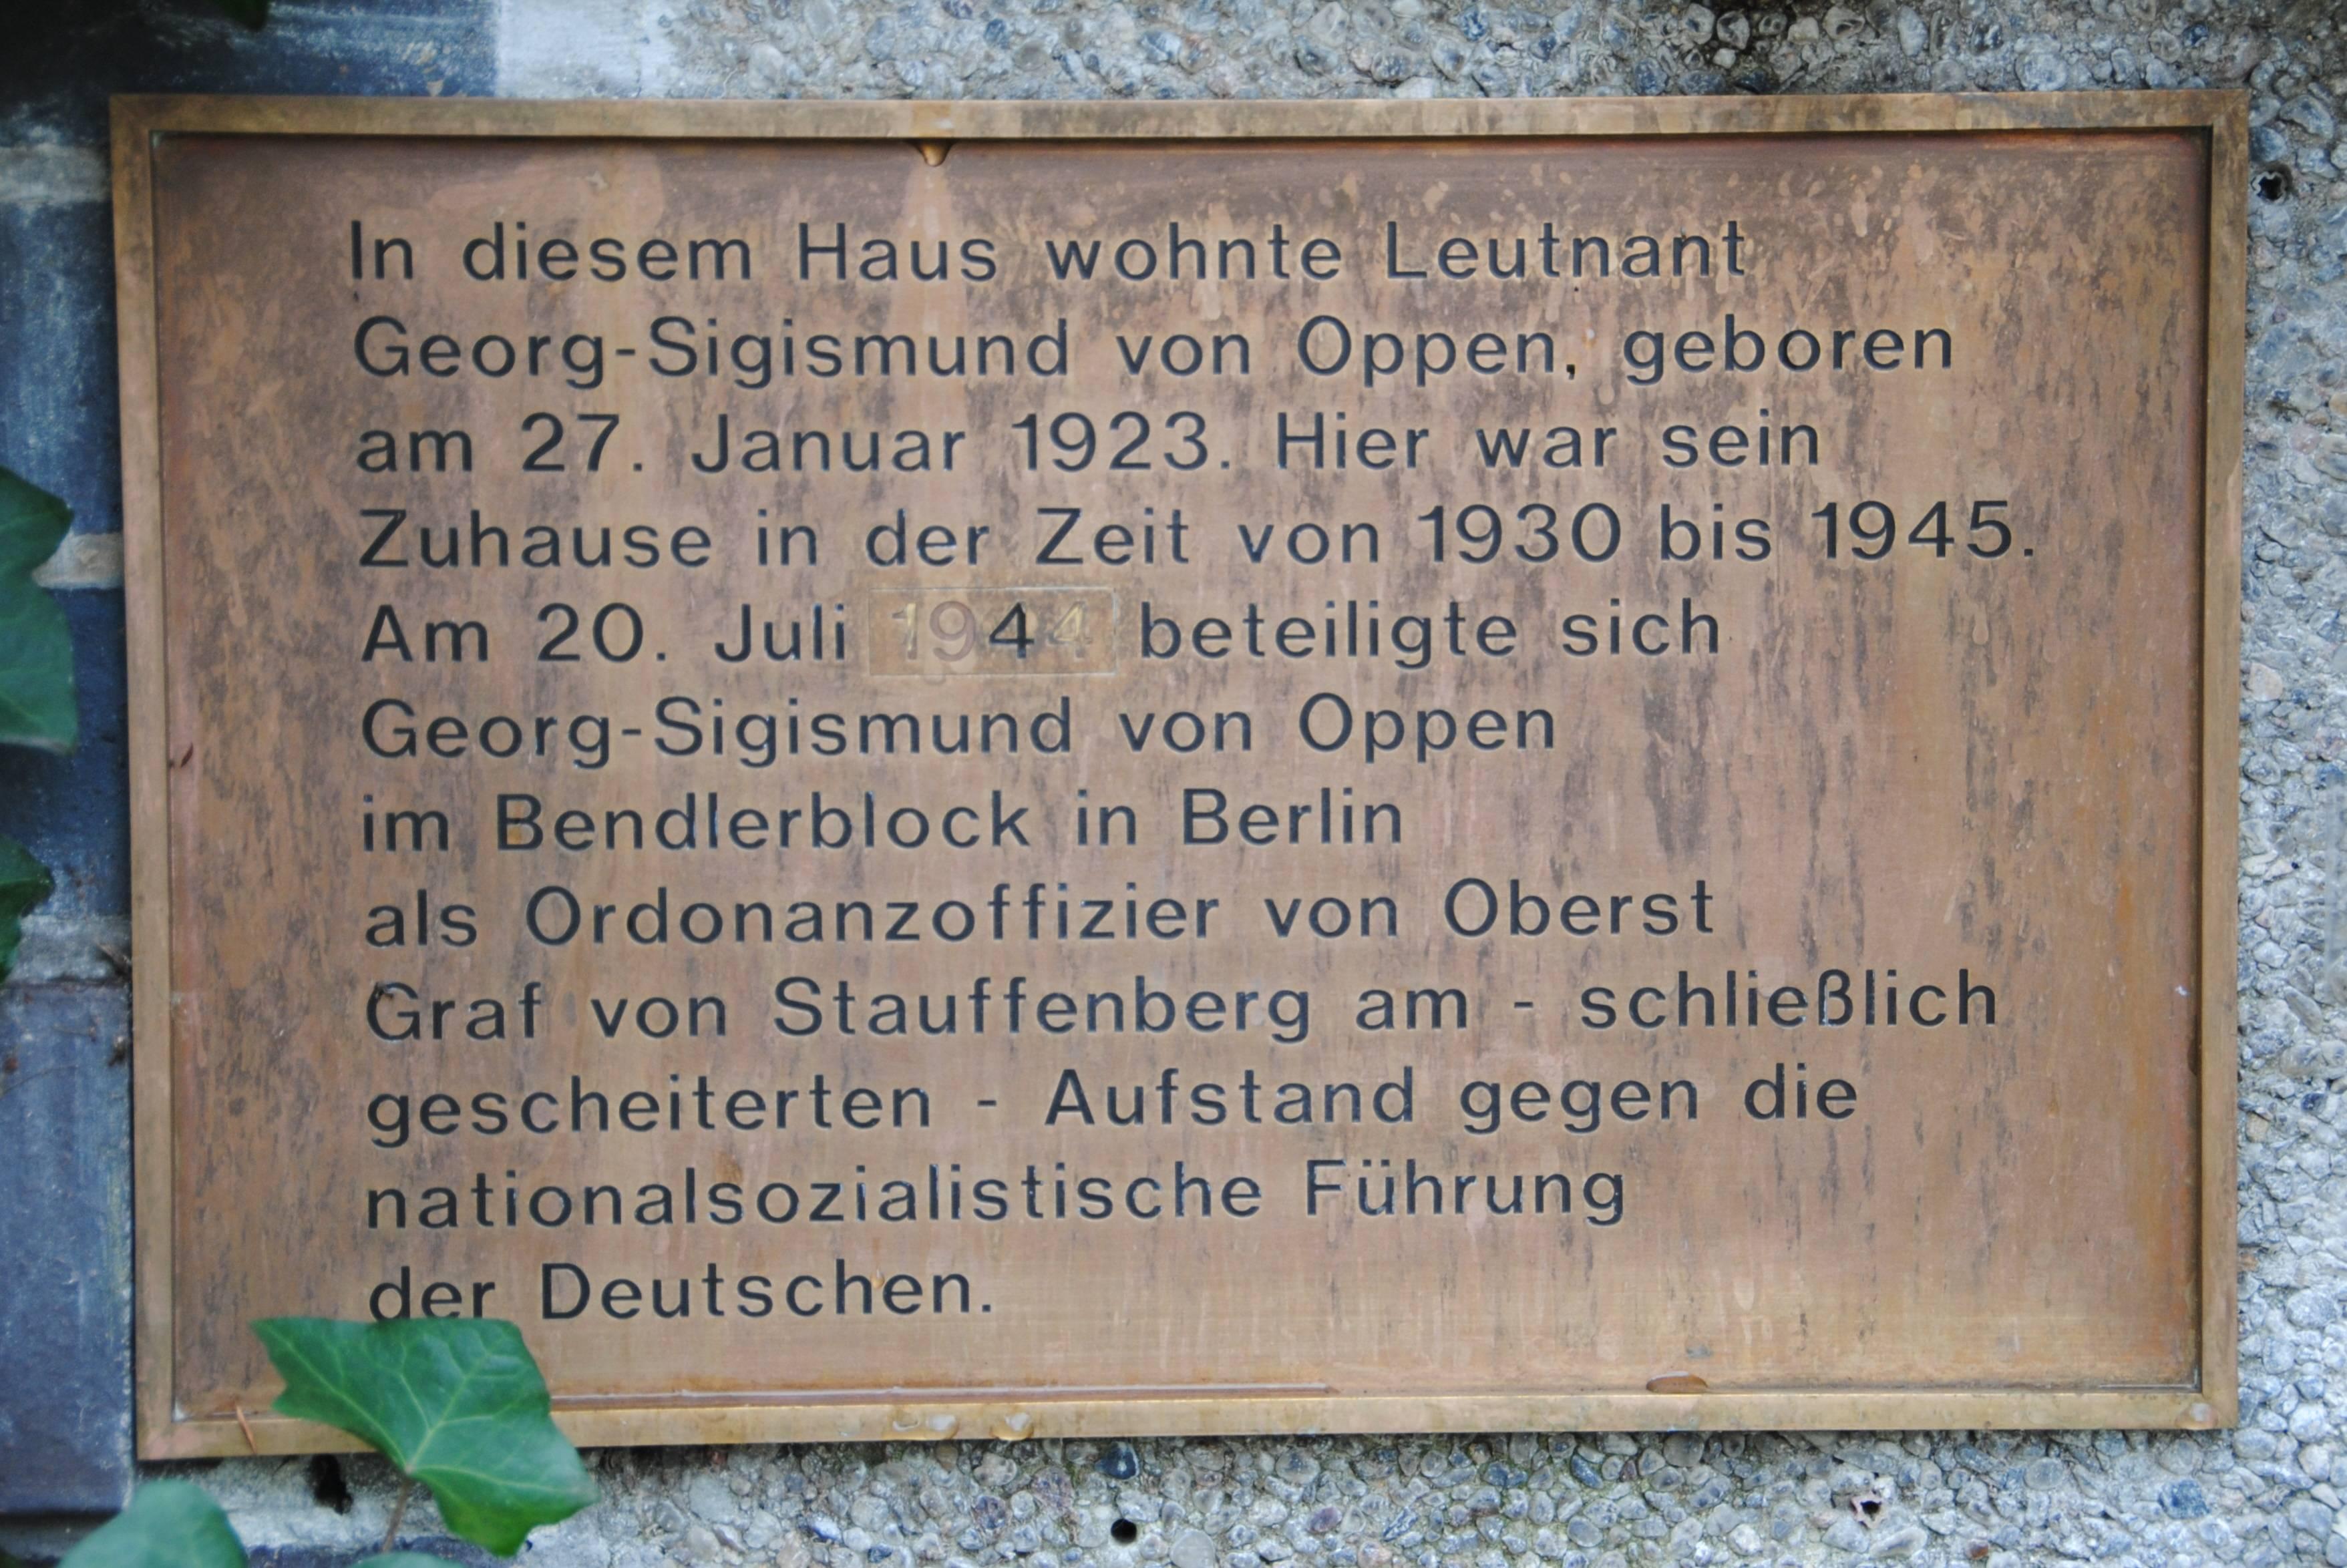 In diesem Haus wohnte Leutnant
Georg-Sigismund von Oppen, geboren
am 27. Januar 1923. Hier war sein
Zuhause in der Zeit von 1930 bis 1945.
Am 20. Juli 1944 beteiligte sich
Georg-Sigismund von Oppen
im Bendlerblock in Berlin
als Ordonanzoffizier von Oberst
Graf von Stauffenberg am - schließlich
gescheiterten - Aufstand gegen die
nationalsozialistische Führung
der Deutschen.